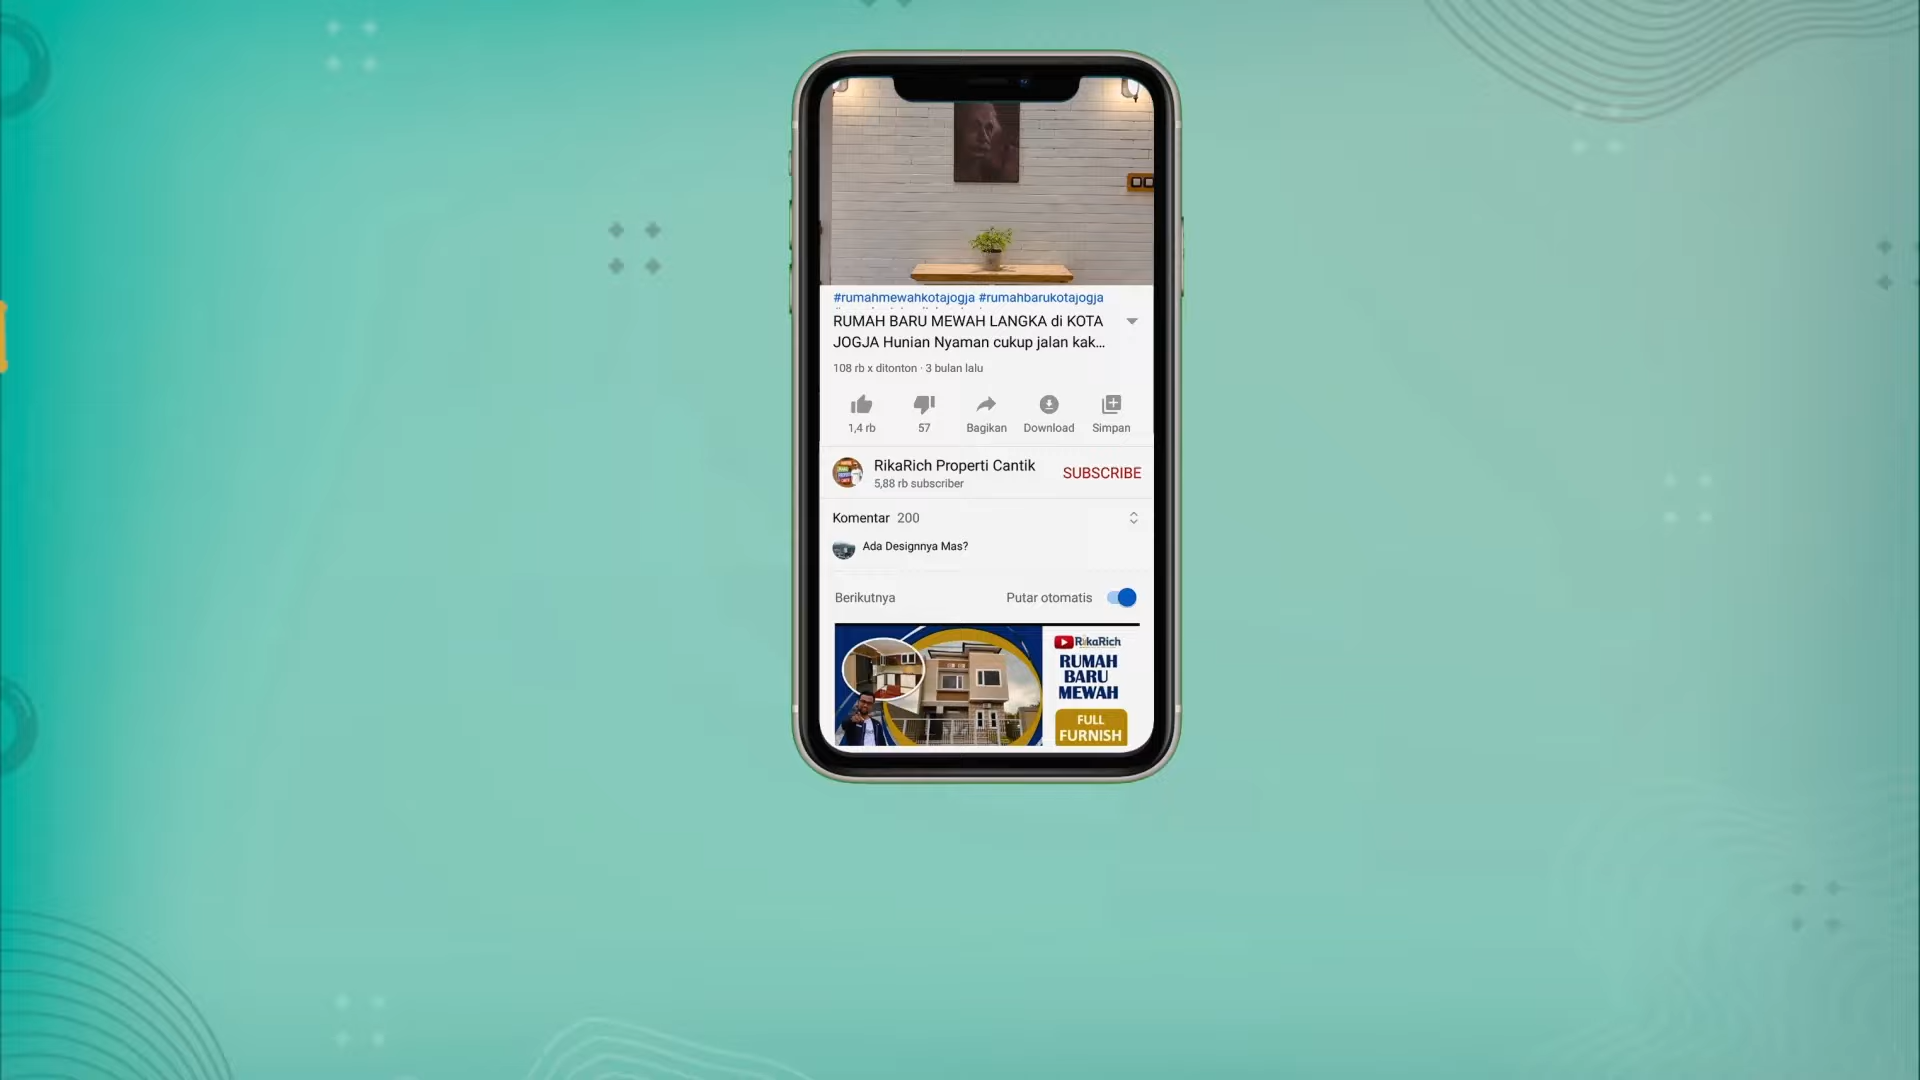 #rumahmewahkotajogja #rumahbarukotajogja
RUMAH BARU MEWAH LANGKA di KOTA
JOGJA Hunian Nyaman cukup jalan kak...
108 rb x ditonton · 3 bulan lalu
1,4 rb
57
Bagikan
Download
Simpan
RikaRich Properti Cantik
SUBSCRIBE
5,88 rb subscriber
Komentar 200
Ada Designnya Mas?
Berikutnya
Putar otomatis
RikaRich
RUMAH
BARU
MEWAH
FULL
FURNISH